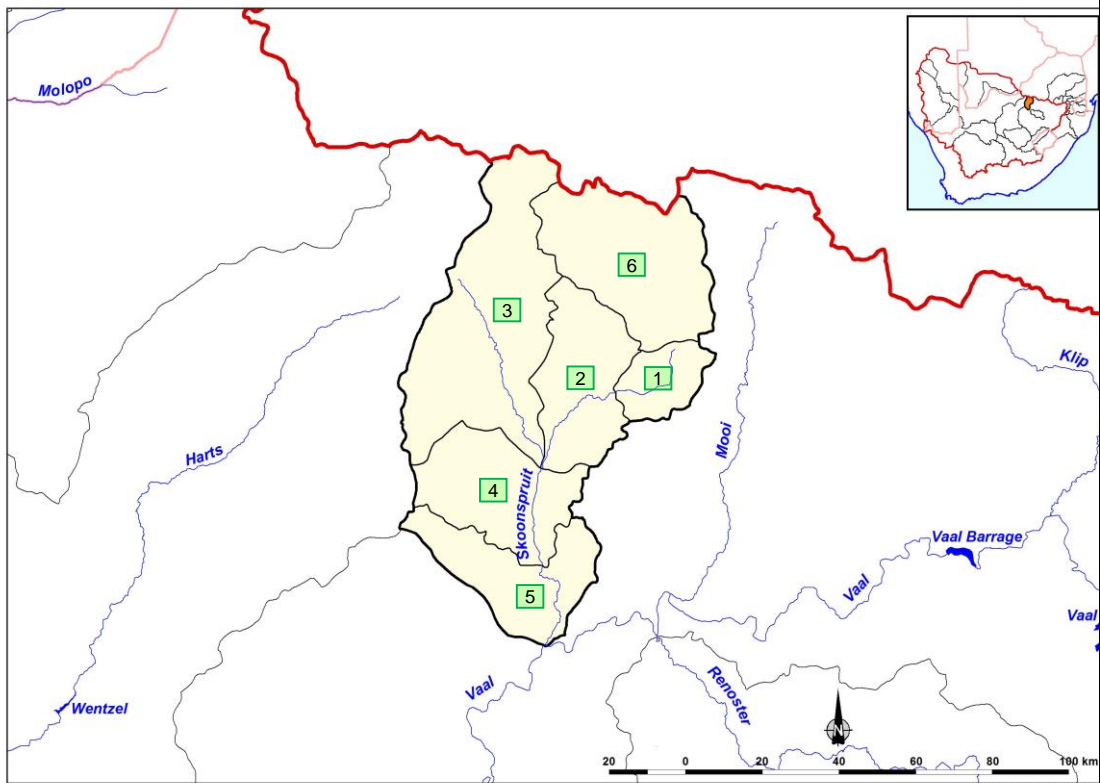 Molopo
6
3
Klip
2
1
Mooi
Harts
4
Skoonspruit
Vaal Barrage
Vaal
5
Vaal
Vaal
Renoster
Wentzel
N
20 0 20 40 60 80 100 km